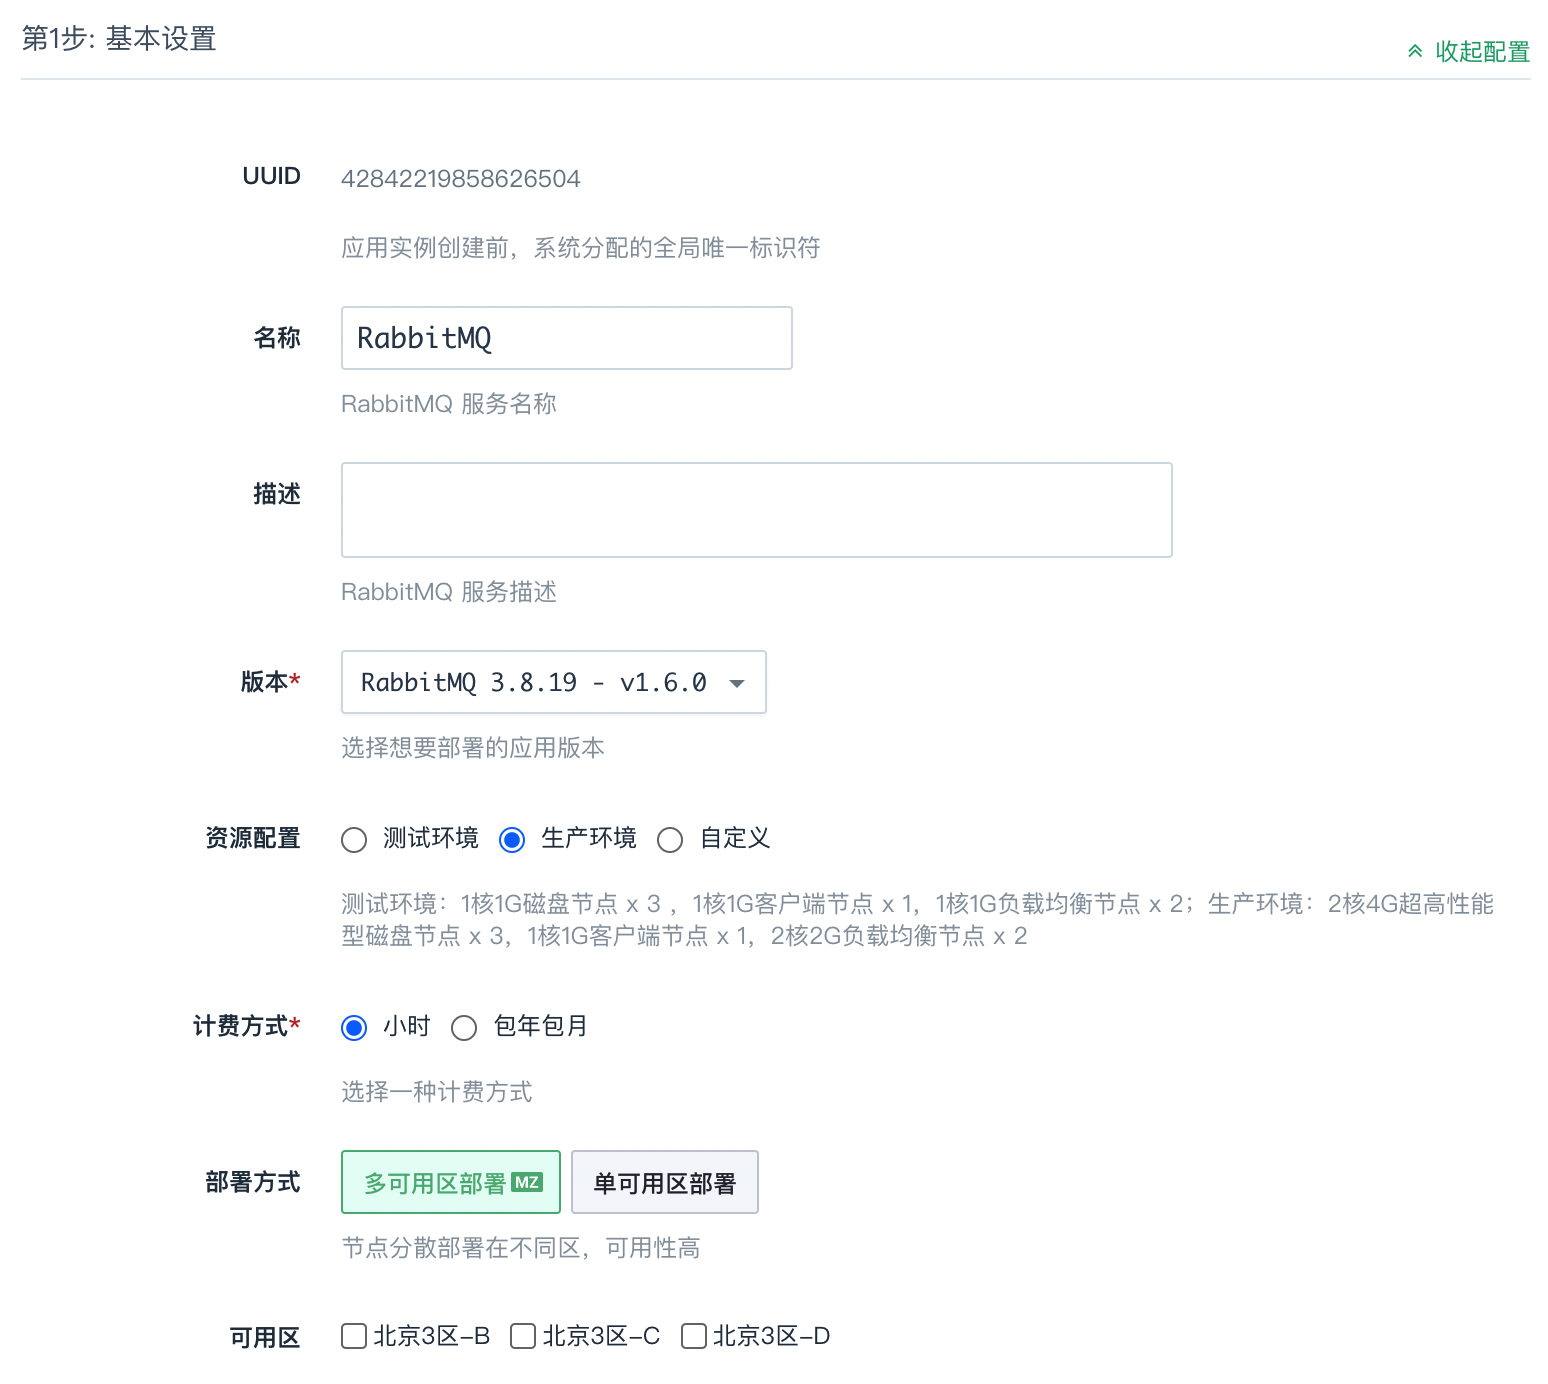 第1步: 基本设置
收起配置
UUID
42842219858626504
应用实例创建前，系统分配的全局唯一标识符
名称
RabbitMQ
RabbitMQ 服务名称
描述
RabbitMQ 服务描述
版本*
RabbitMQ 3.8.19 - v1.6.0
选择想要部署的应用版本
资源配置
测试环境 生产环境 自定义
测试环境：1核1G磁盘节点 x 3 ，1核1G客户端节点 x 1，1核1G负载均衡节点 x 2；生产环境：2核4G超高性能
型磁盘节点 x 3，1核1G客户端节点 x 1，2核2G负载均衡节点 x 2
计费方式*
小时 包年包月
选择一种计费方式
部署方式
多可用区部署 MZ 单可用区部署
节点分散部署在不同区，可用性高
可用区
北京3区-B 北京3区-C 北京3区-D